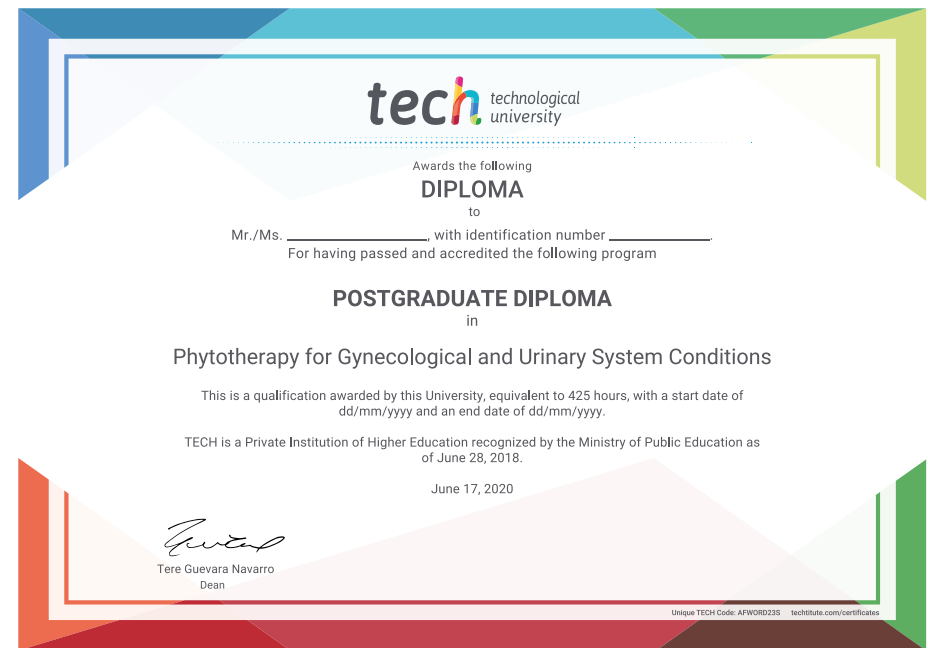 tech technological
university
Awards the following
DIPLOMA
to
Mr./Ms. ____________________, with identification number ______________.
For having passed and accredited the following program
POSTGRADUATE DIPLOMA
in
Phytotherapy for Gynecological and Urinary System Conditions
This is a qualification awarded by this University, equivalent to 425 hours, with a start date of
dd/mm/yyyy and an end date of dd/mm/yyyy.
TECH is a Private Institution of Higher Education recognized by the Ministry of Public Education as
of June 28, 2018.
June 17, 2020
Tere Guevara Navarro
Dean
Unique TECH Code: AFWORD23S techtitute.com/certificates